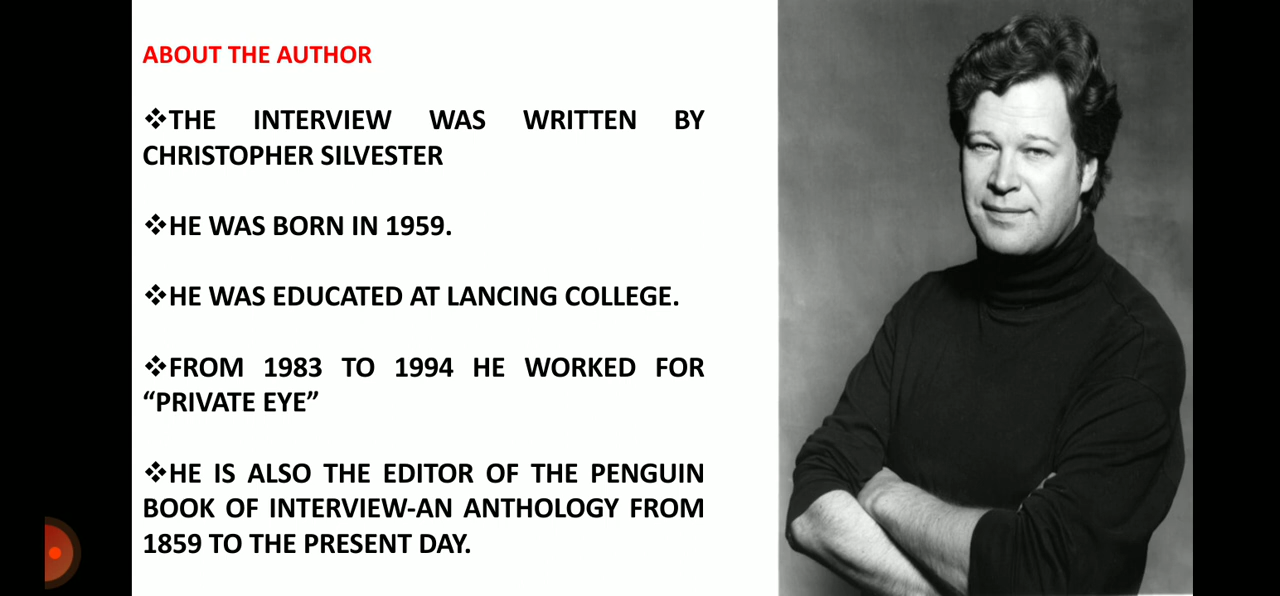 ABOUT THE AUTHOR
❖THE INTERVIEW WAS WRITTEN BY
CHRISTOPHER SILVESTER
❖HE WAS BORN IN 1959.
❖HE WAS EDUCATED AT LANCING COLLEGE.
❖FROM 1983 TO 1994 HE WORKED FOR
“PRIVATE EYE”
❖HE IS ALSO THE EDITOR OF THE PENGUIN
BOOK OF INTERVIEW-AN ANTHOLOGY FROM
1859 TO THE PRESENT DAY.